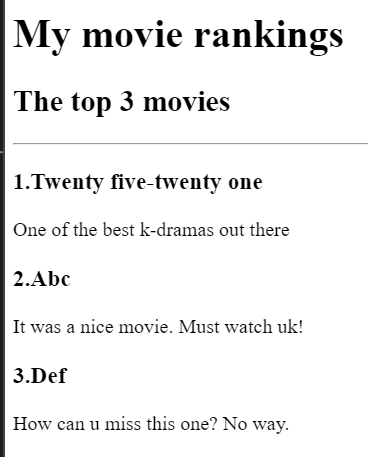 My movie rankings
The top 3 movies
1.Twenty five-twenty one
One of the best k-dramas out there
2.Abc
It was a nice movie. Must watch uk!
3.Def
How can u miss this one? No way.